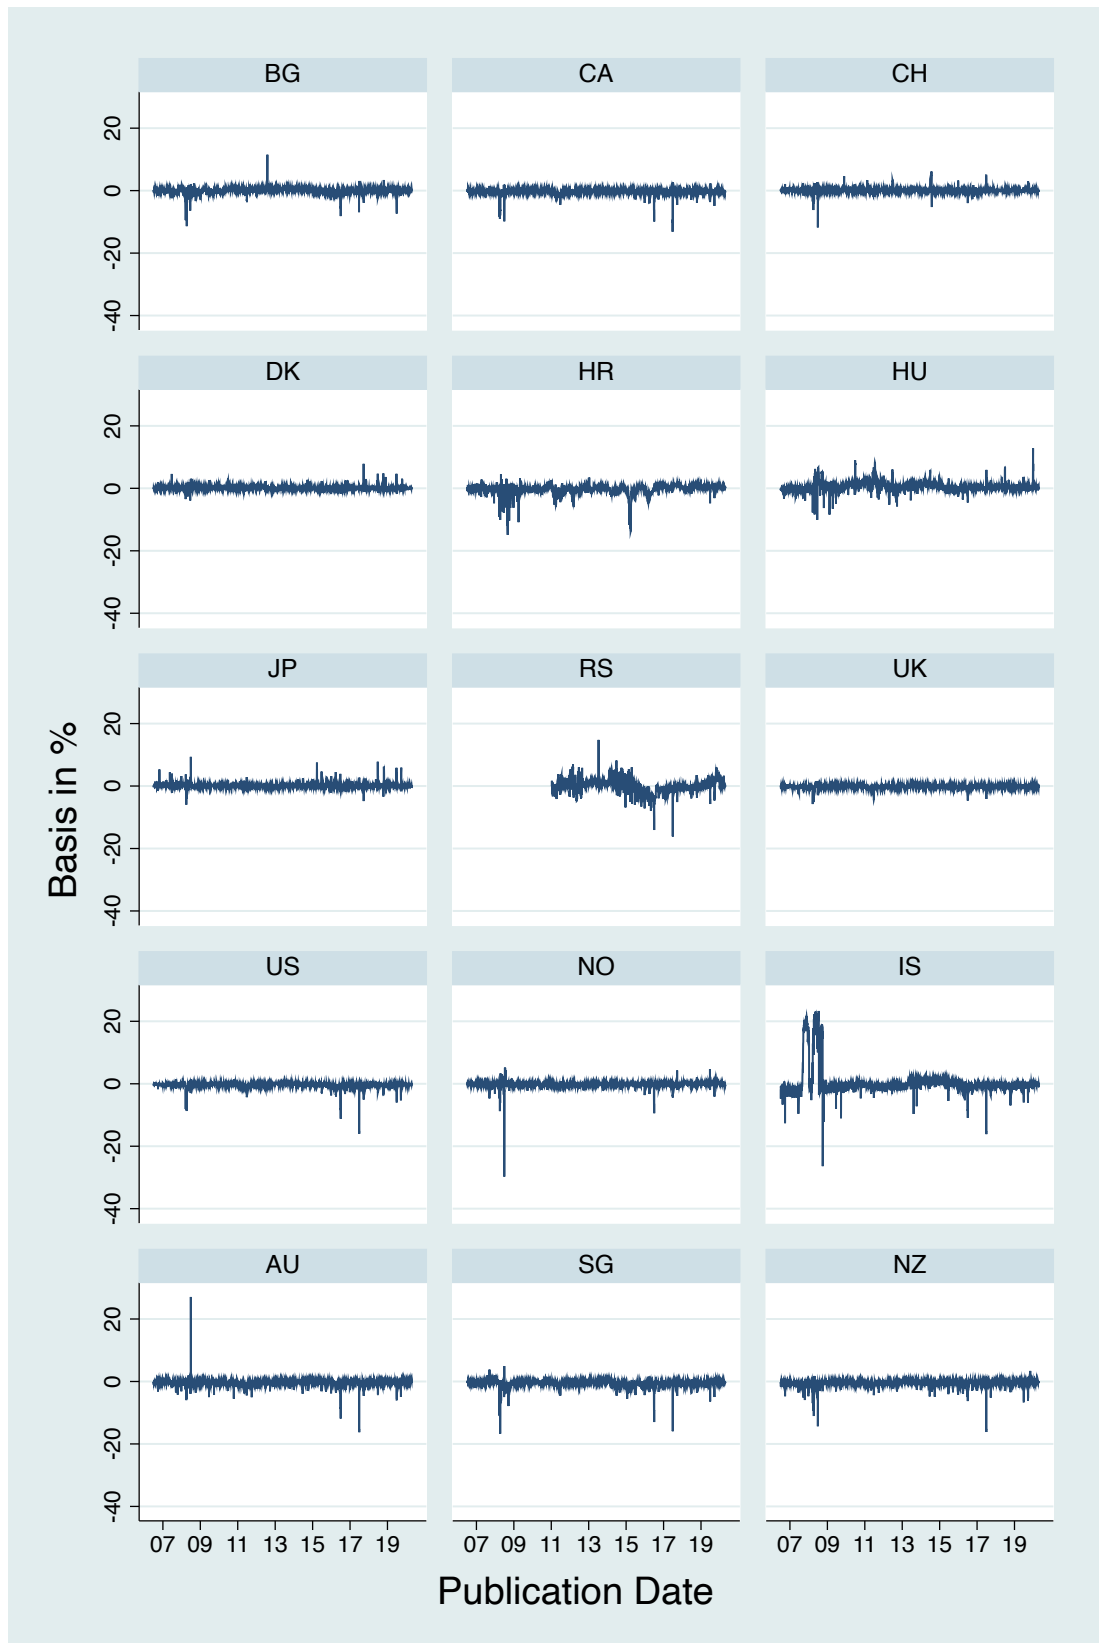 BG CA CH
20
0
-20
-40
DK HR HU
20
0
-20
-40
JP RS UK
20
0
-20
-40
US NO IS
20
0
-20
-40
AU SG NZ
20
0
-20
-40
07 09 11 13 15 17 19 07 09 11 13 15 17 19 07 09 11 13 15 17 19
Basis in %
Publication Date